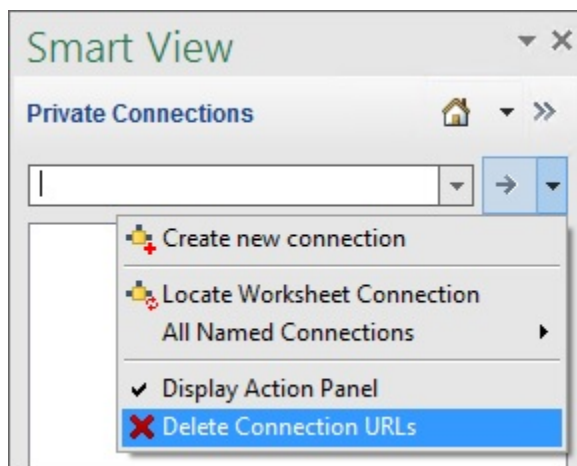 Smart View
Private Connections
Create new connection
Locate Worksheet Connection
All Named Connections
Display Action Panel
Delete Connection URLs